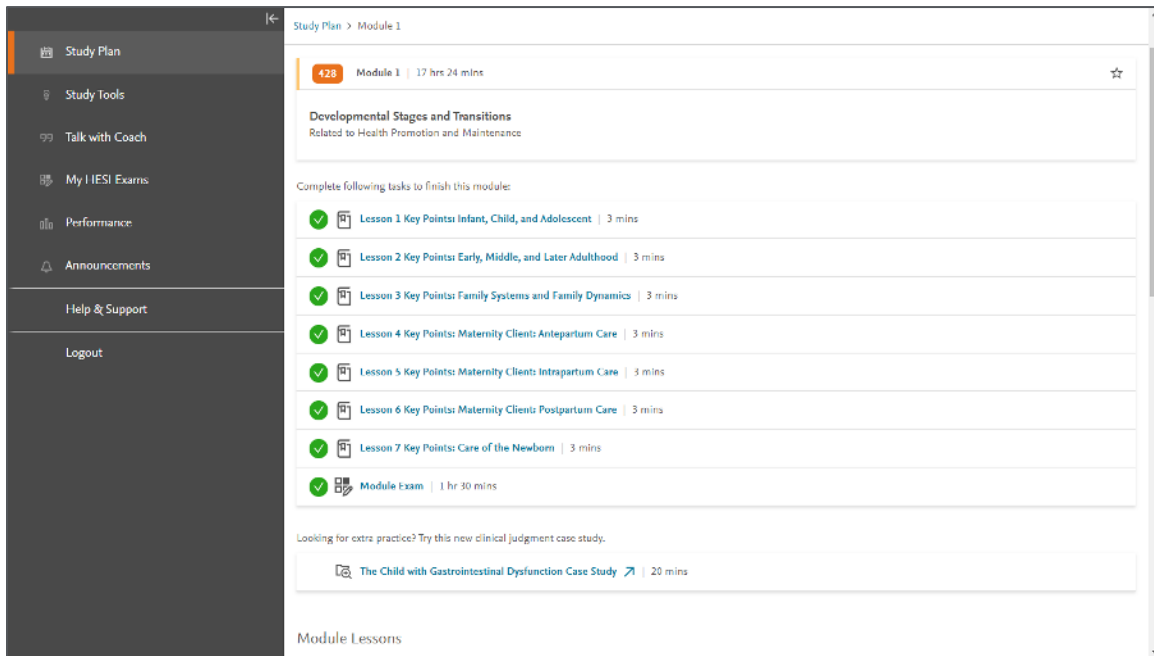 Study Plan
Study Tools
Talk with Coach
My HESI Exams
Performance
Announcements
Help & Support
Logout
Study Plan > Module 1
428 Module 1 | 17 hrs 24 mins
Developmental Stages and Transitions
Related to Health Promotion and Maintenance
Complete following tasks to finish this module:
Lesson 1 Key Points: Infant, Child, and Adolescent | 3 mins
Lesson 2 Key Points: Early, Middle, and Later Adulthood | 3 mins
Lesson 3 Key Points: Family Systems and Family Dynamics | 3 mins
Lesson 4 Key Points: Maternity Client: Antepartum Care | 3 mins
Lesson 5 Key Points: Maternity Client: Intrapartum Care | 3 mins
Lesson 6 Key Points: Maternity Client: Postpartum Care | 3 mins
Lesson 7 Key Points: Care of the Newborn | 3 mins
Module Exam | 1 hr 30 mins
Looking for extra practice? Try this new clinical judgment case study.
The Child with Gastrointestinal Dysfunction Case Study | 20 mins
Module Lessons